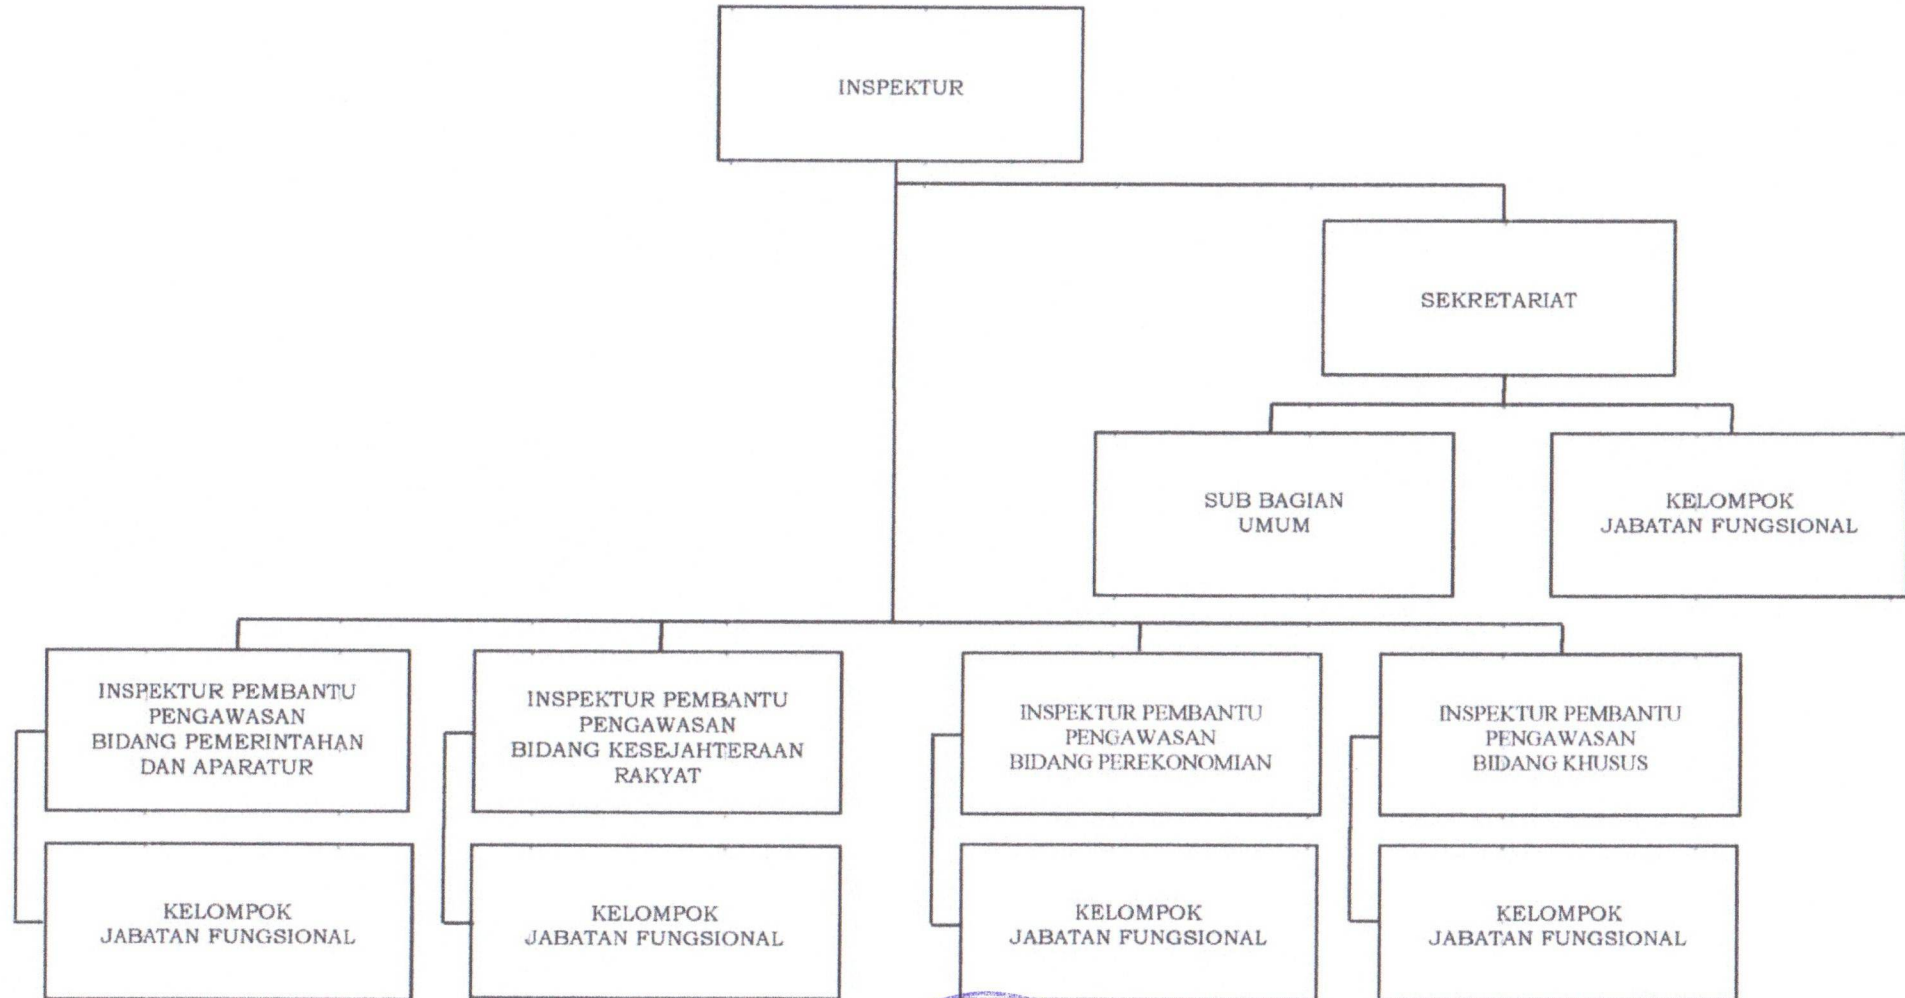 INSPEKTUR
SEKRETARIAT
SUB BAGIAN
UMUM
KELOMPOK
JABATAN FUNGSIONAL
INSPEKTUR PEMBANTU
PENGAWASAN
BIDANG PEMERINTAHAN
DAN APARATUR
INSPEKTUR PEMBANTU
PENGAWASAN
BIDANG KESEJAHTERAAN
RAKYAT
INSPEKTUR PEMBANTU
PENGAWASAN
BIDANG PEREKONOMIAN
INSPEKTUR PEMBANTU
PENGAWASAN
BIDANG KHUSUS
KELOMPOK
JABATAN FUNGSIONAL
KELOMPOK
JABATAN FUNGSIONAL
KELOMPOK
JABATAN FUNGSIONAL
KELOMPOK
JABATAN FUNGSIONAL